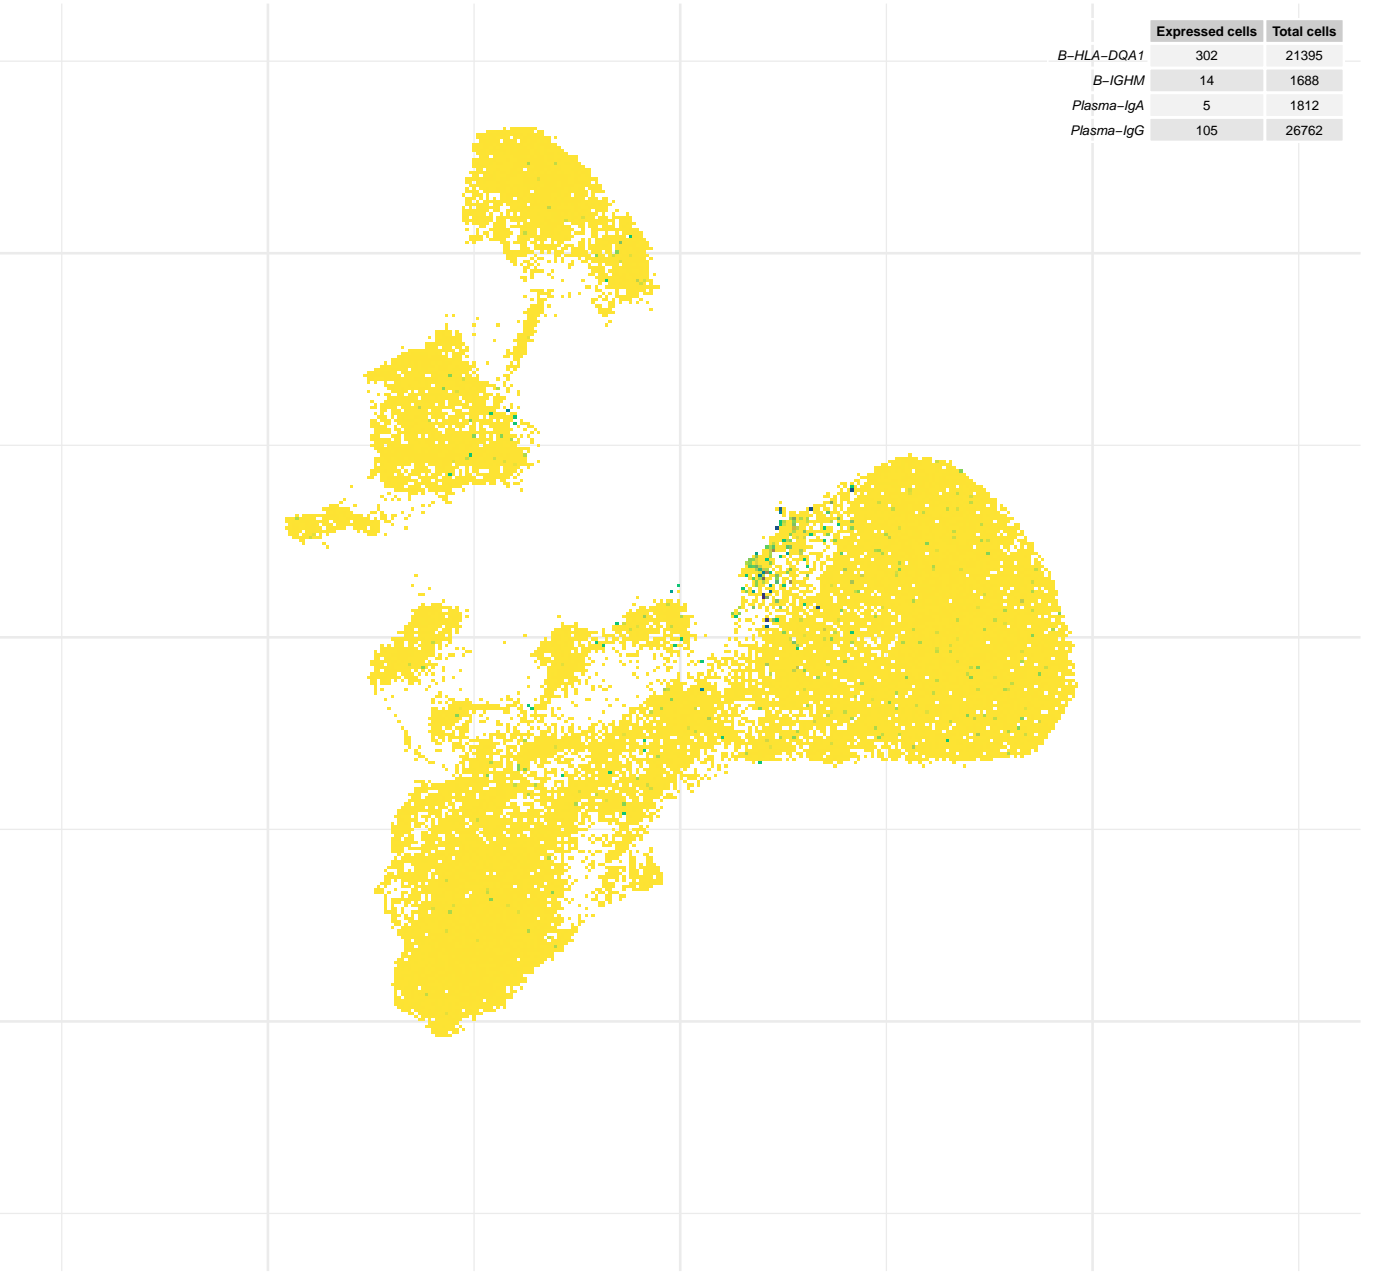 Expressed cells Total cells
B−HLA−DQA1 302 21395
B−IGHM 14 1688
Plasma−IgA 5 1812
Plasma−IgG 105 26762